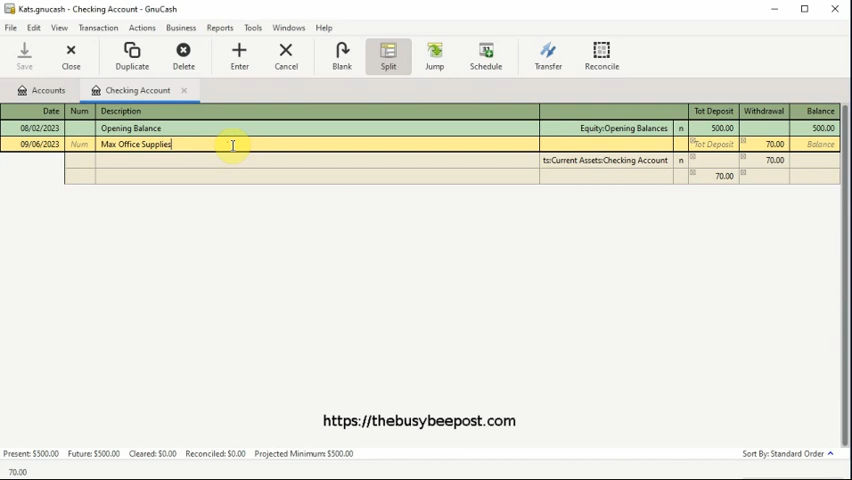 Kats.gnucash - Checking Account - GnuCash
File Edit View Transaction Actions Business Reports Tools Windows Help
Save Close Duplicate Delete Enter Cancel Blank Split Jump Schedule Transfer Reconcile
Accounts Checking Account
Date Num Description Tot Deposit Withdrawal Balance
08/02/2023 Opening Balance Equity:Opening Balances n 500.00 500.00
09/06/2023 Num Max Office Supplies Tot Deposit 70.00 Balance
ts:Current Assets:Checking Account n 70.00
70.00
https://thebusybeepost.com
Present: $500.00 Future: $500.00 Cleared: $0.00 Reconciled: $0.00 Projected Minimum: $500.00 Sort By: Standard Order
70.00